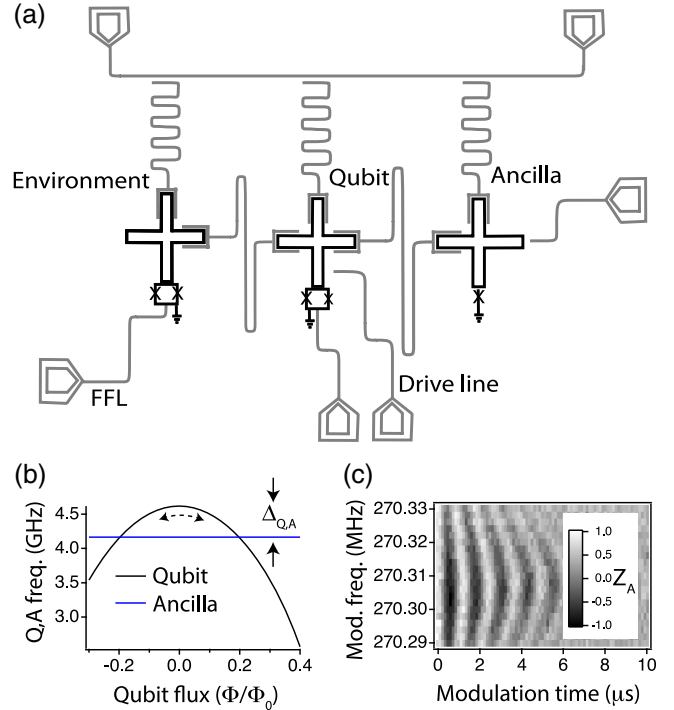 (a)
Environment
Qubit
Ancilla
FFL
Drive line
(b)
Q,A freq. (GHz)
4.5
4.0
3.5
3.0
Δ_Q,A
Qubit
Ancilla
-0.2 0.0 0.2 0.4
Qubit flux (Φ/Φ₀)
(c)
Mod. freq. (MHz)
270.33
270.32
270.31
270.30
270.29
1.0
0.5
0.0
-0.5
-1.0
Z_A
0 2 4 6 8 10
Modulation time (μs)